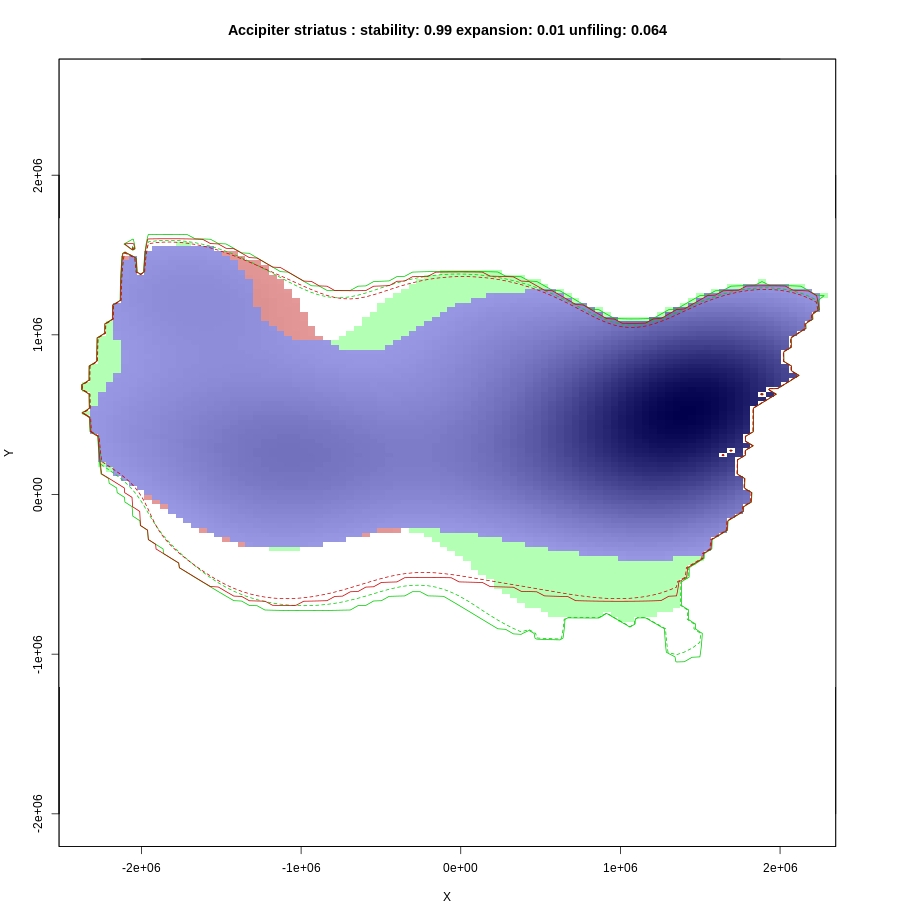 Accipiter striatus : stability: 0.99 expansion: 0.01 unfiling: 0.064
2e+06
1e+06
Y
0e+00
-1e+06
-2e+06
-2e+06 -1e+06 0e+00 1e+06 2e+06
X